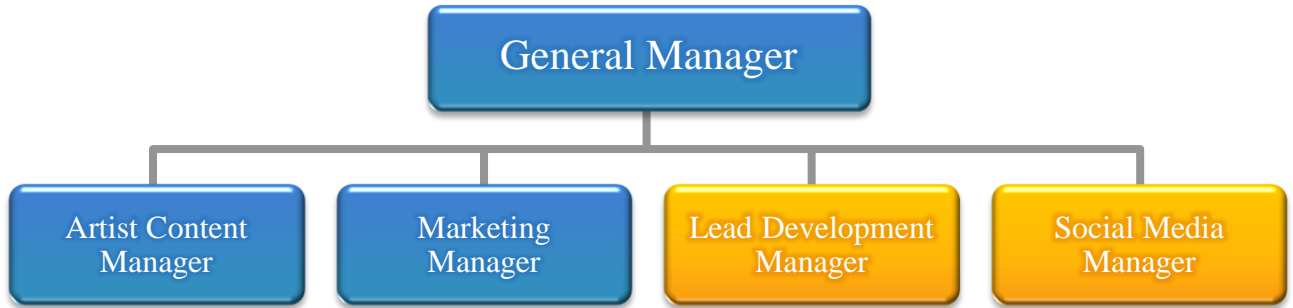 General Manager
Artist Content
Manager
Marketing
Manager
Lead Development
Manager
Social Media
Manager